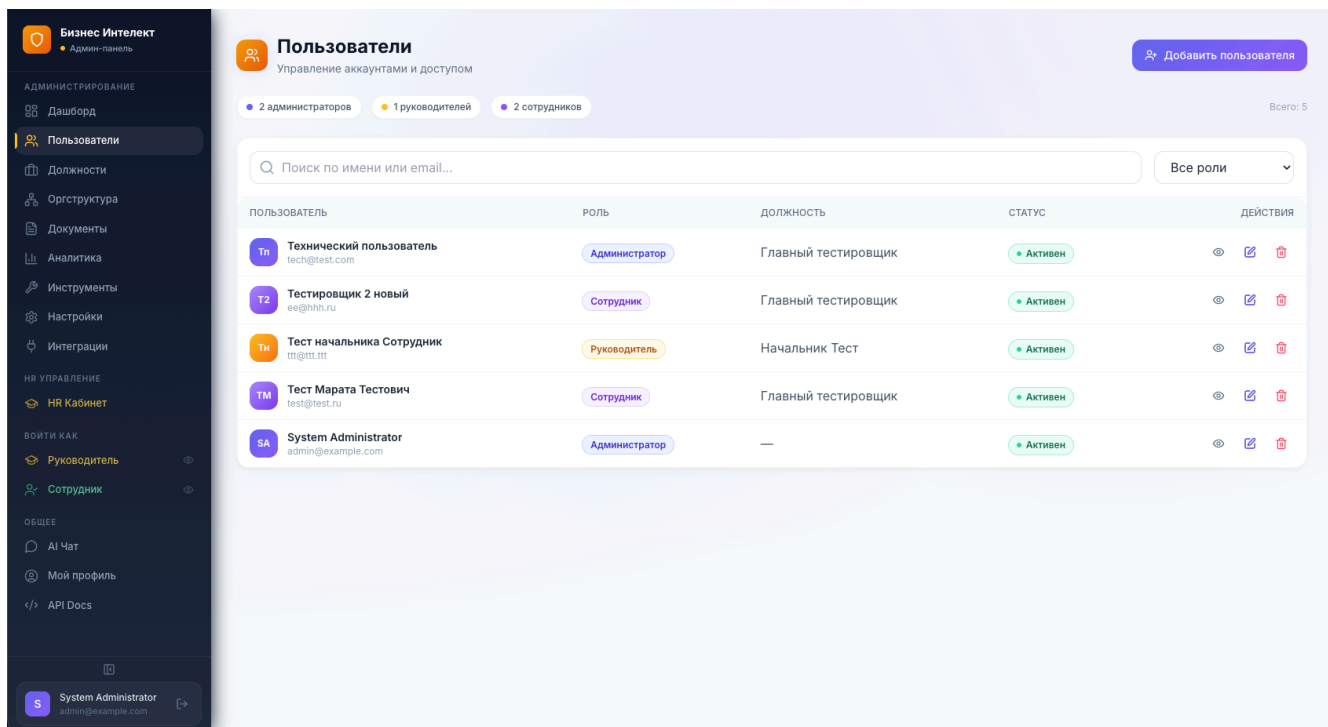 Бизнес Интелект
Админ-панель
АДМИНИСТРИРОВАНИЕ
Дашборд
Пользователи
Должности
Оргструктура
Документы
Аналитика
Инструменты
Настройки
Интеграции
HR УПРАВЛЕНИЕ
HR Кабинет
ВОЙТИ КАК
Руководитель
Сотрудник
ОБЩЕЕ
AI Чат
Мой профиль
</> API Docs
S
System Administrator
admin@example.com
Пользователи
Управление аккаунтами и доступом
Добавить пользователя
2 администраторов 1 руководителей 2 сотрудников Всего: 5
Поиск по имени или email... Все роли
ПОЛЬЗОВАТЕЛЬ РОЛЬ ДОЛЖНОСТЬ СТАТУС ДЕЙСТВИЯ
Тп Технический пользователь Администратор Главный тестировщик Активен
tech@test.com
Т2 Тестировщик 2 новый Сотрудник Главный тестировщик Активен
ee@hhh.ru
Тн Тест начальника Сотрудник Руководитель Начальник Тест Активен
ttt@ttt.ttt
ТМ Тест Марата Тестович Сотрудник Главный тестировщик Активен
test@test.ru
SA System Administrator Администратор — Активен
admin@example.com